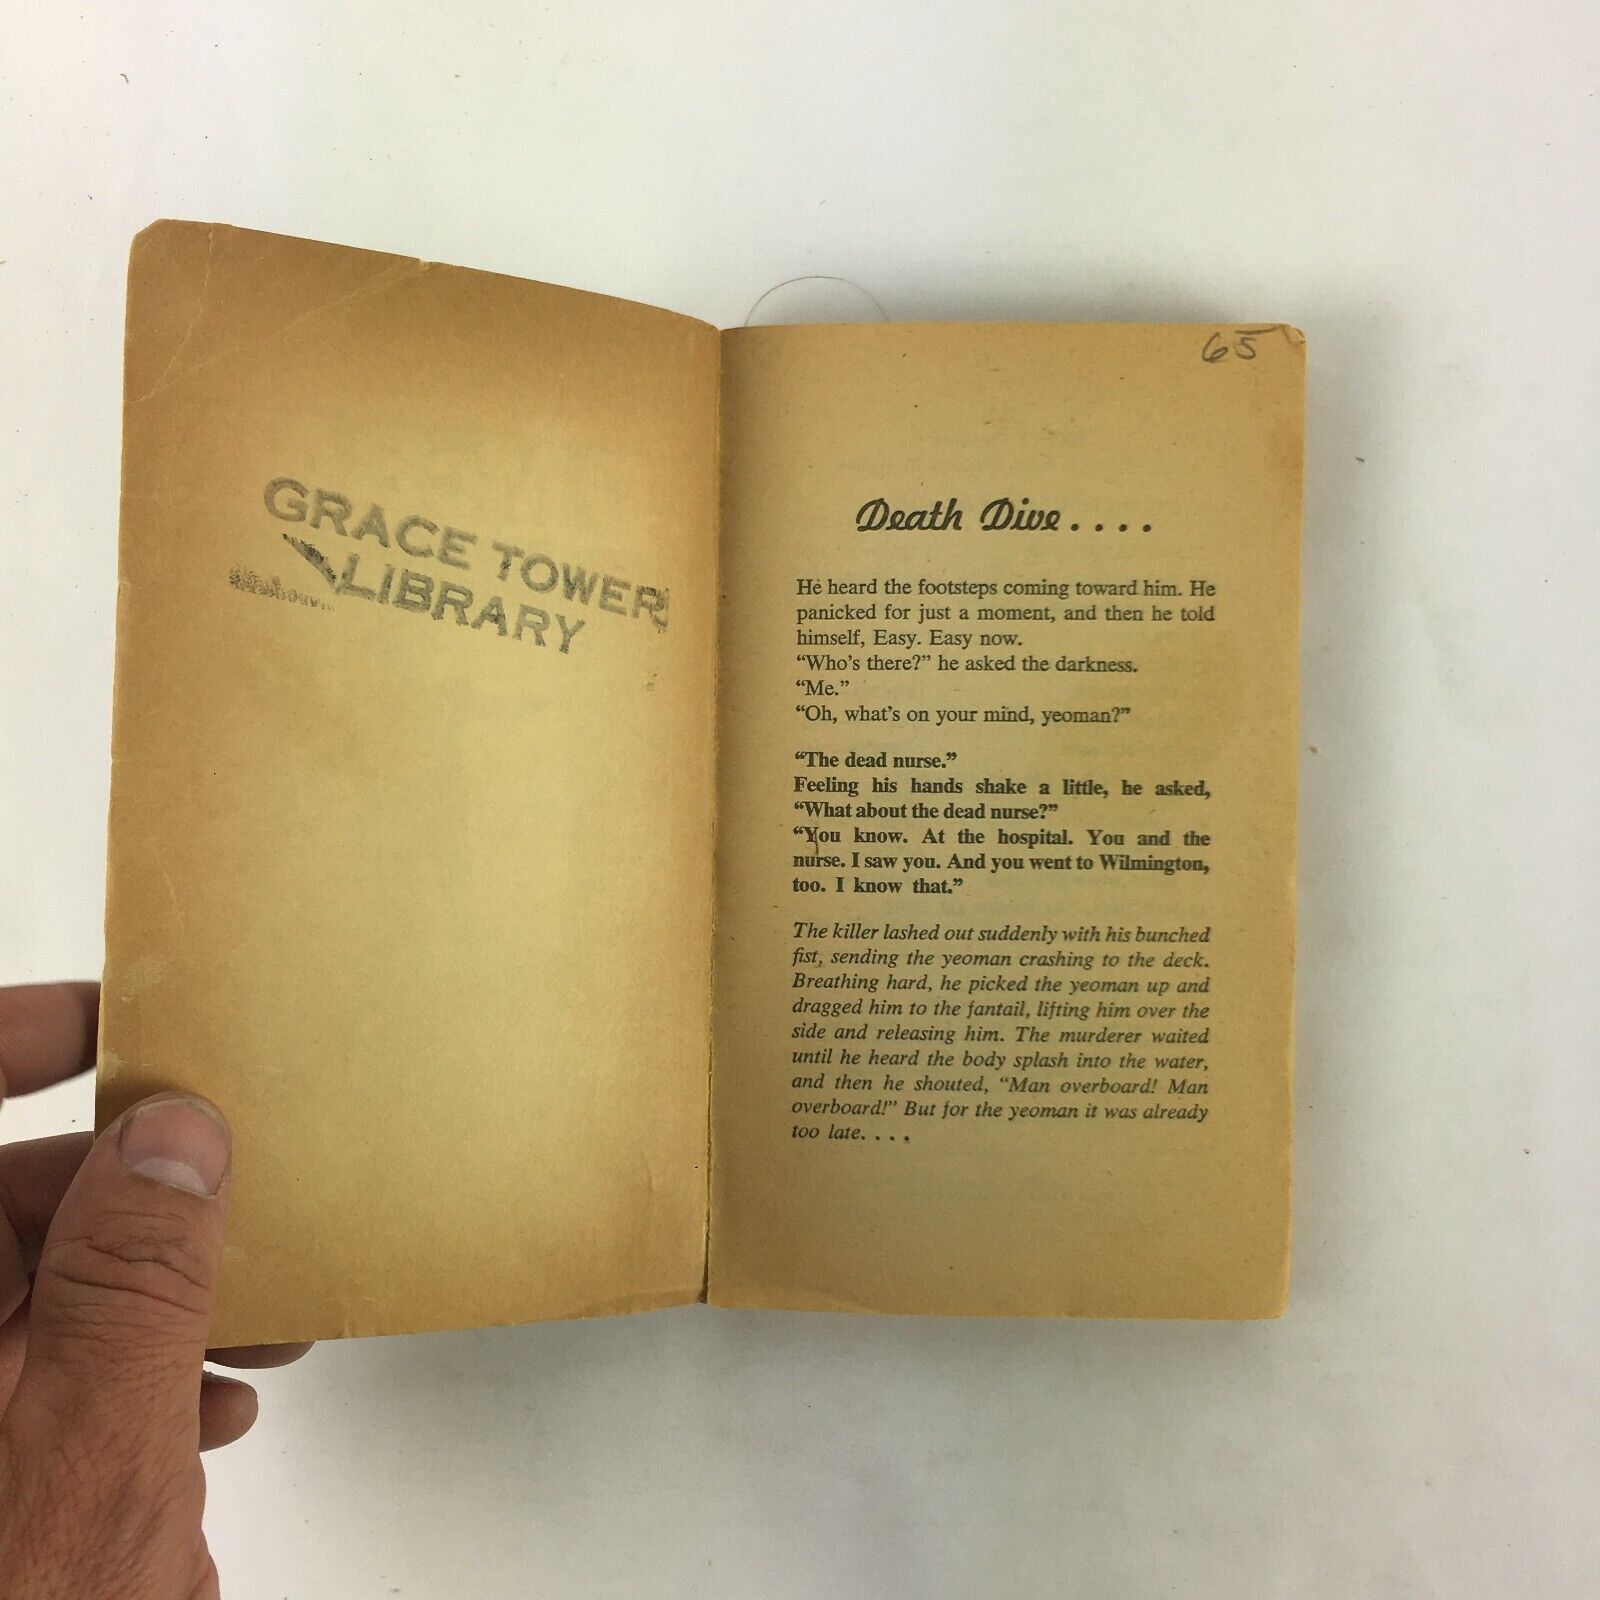 GRACE TOWER
LIBRARY
65
Death Dive....
He heard the footsteps coming toward him. He
panicked for just a moment, and then he told
himself, Easy. Easy now.
“Who’s there?” he asked the darkness.
“Me.”
“Oh, what’s on your mind, yeoman?”
“The dead nurse.”
Feeling his hands shake a little, he asked,
“What about the dead nurse?”
“You know. At the hospital. You and the
nurse. I saw you. And you went to Wilmington,
too. I know that.”
The killer lashed out suddenly with his bunched
fist, sending the yeoman crashing to the deck.
Breathing hard, he picked the yeoman up and
dragged him to the fantail, lifting him over the
side and releasing him. The murderer waited
until he heard the body splash into the water,
and then he shouted, “Man overboard! Man
overboard!” But for the yeoman it was already
too late....